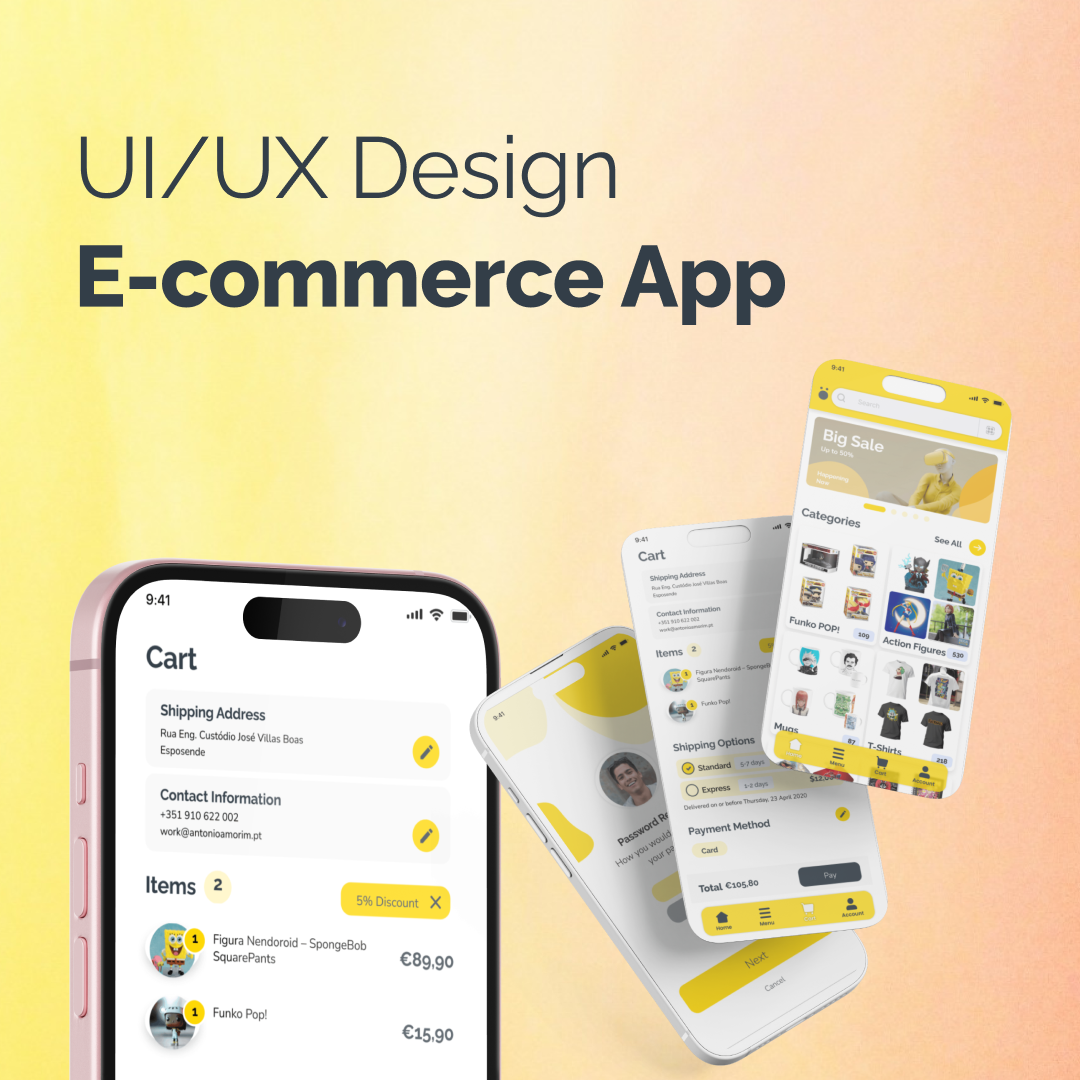 UI/UX Design
E-commerce App
9:41
Cart
Shipping Address
Rua Eng. Custódio José Villas Boas
Esposende
Contact Information
+351 910 622 002
work@antonioamorim.pt
Items 2
5% Discount X
1
Figura Nendoroid – SpongeBob
SquarePants
€89,90
1
Funko Pop!
€15,90
9:41
Password Re
How you would
your pa
Next
Cancel
9:41
Cart
Shipping Address
Rua Eng. Custódio José Villas Boas
Esposende
Contact Information
+351 910 622 002
work@antonioamorim.pt
Items 2
1
Figura Nendoroid – SpongeB
SquarePants
1
Funko Pop!
Shipping Options
Standard 5-7 days
Express 1-2 days
$12,00
Delivered on or before Thursday, 23 April 2020
Payment Method
Card
Total €105,80
Pay
Home Menu Account
9:41
Search
Big Sale
Up to 50%
Happening
Now
Categories
See All
Funko POP! 109
Action Figures 530
Mugs 87
T-Shirts 218
Menu Cart Account